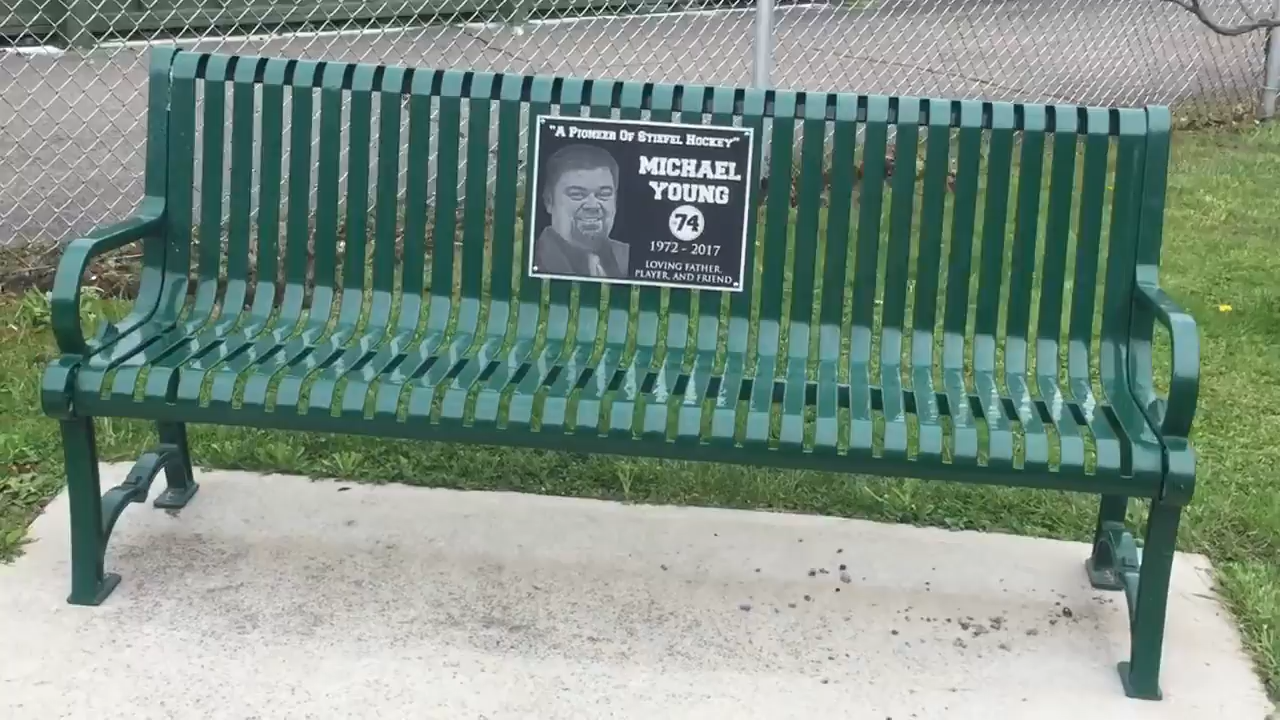 "A Pioneer Of Stiefel Hockey"
MICHAEL
YOUNG
74
1972 - 2017
LOVING FATHER,
PLAYER, AND FRIEND